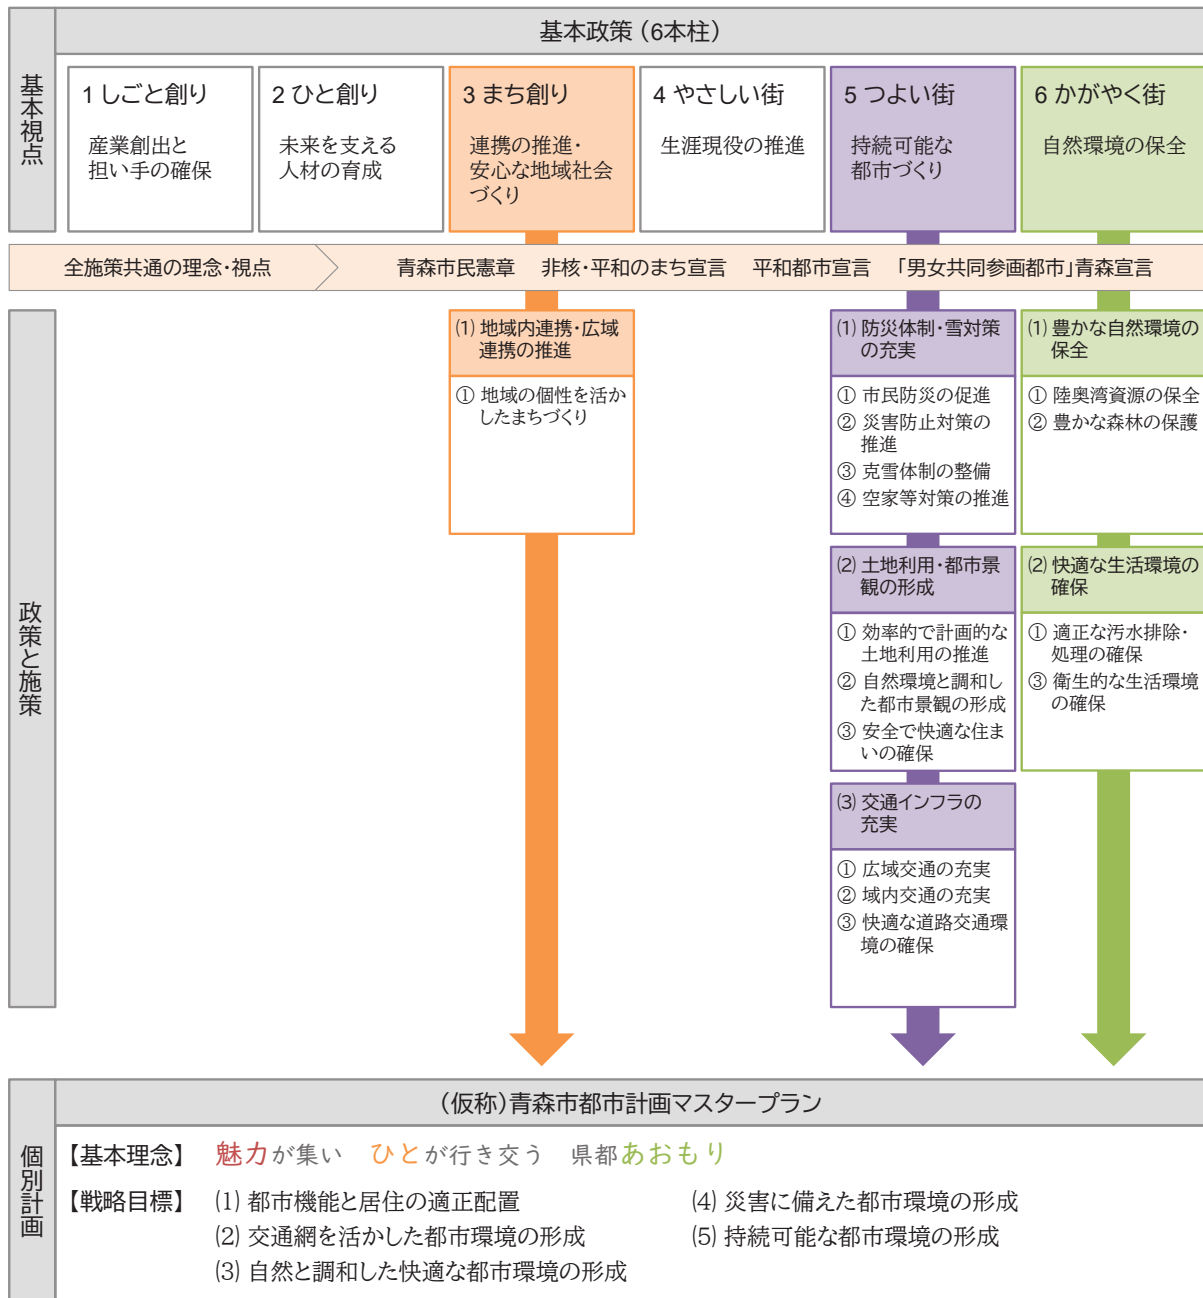 基本視点
基本政策（6本柱）
1 しごと創り
産業創出と
担い手の確保
2 ひと創り
未来を支える
人材の育成
3 まち創り
連携の推進・
安心な地域社会
づくり
4 やさしい街
生涯現役の推進
5 つよい街
持続可能な
都市づくり
6 かがやく街
自然環境の保全
全施策共通の理念・視点
青森市民憲章　非核・平和のまち宣言　平和都市宣言　「男女共同参画都市」青森宣言
政策と施策
⑴ 地域内連携・広域
連携の推進
① 地域の個性を活か
したまちづくり
⑴ 防災体制・雪対策
の充実
① 市民防災の促進
② 災害防止対策の
推進
③ 克雪体制の整備
④ 空家等対策の推進
⑵ 土地利用・都市景
観の形成
① 効率的で計画的な
土地利用の推進
② 自然環境と調和し
た都市景観の形成
③ 安全で快適な住ま
いの確保
⑶ 交通インフラの
充実
① 広域交通の充実
② 域内交通の充実
③ 快適な道路交通環
境の確保
⑴ 豊かな自然環境の
保全
① 陸奥湾資源の保全
② 豊かな森林の保護
⑵ 快適な生活環境の
確保
① 適正な汚水排除・
処理の確保
③ 衛生的な生活環境
の確保
個別計画
（仮称）青森市都市計画マスタープラン
【基本理念】　魅力が集い　ひとが行き交う　県都あおもり
【戦略目標】　⑴ 都市機能と居住の適正配置
⑵ 交通網を活かした都市環境の形成
⑶ 自然と調和した快適な都市環境の形成
⑷ 災害に備えた都市環境の形成
⑸ 持続可能な都市環境の形成